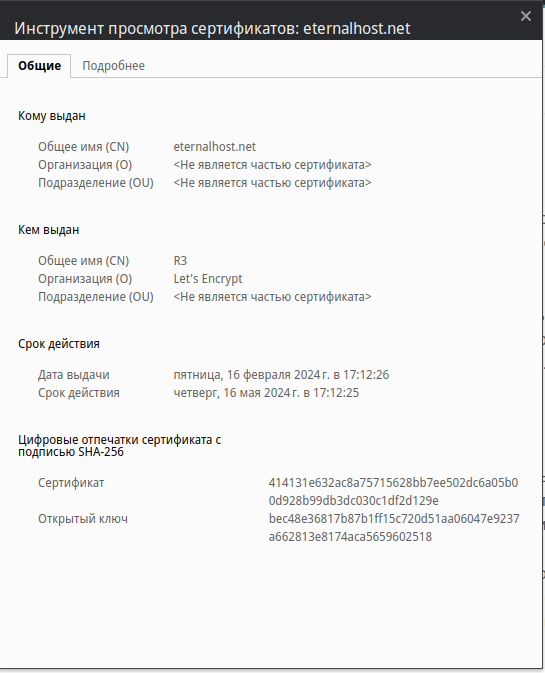 Инструмент просмотра сертификатов: eternalhost.net
Общие Подробнее
Кому выдан
Общее имя (CN) eternalhost.net
Организация (O) <Не является частью сертификата>
Подразделение (OU) <Не является частью сертификата>
Кем выдан
Общее имя (CN) R3
Организация (O) Let's Encrypt
Подразделение (OU) <Не является частью сертификата>
Срок действия
Дата выдачи пятница, 16 февраля 2024 г. в 17:12:26
Срок действия четверг, 16 мая 2024 г. в 17:12:25
Цифровые отпечатки сертификата с
подписью SHA-256
Сертификат 414131e632ac8a75715628bb7ee502dc6a05b0
0d928b99db3dc030c1df2d129e
Открытый ключ bec48e36817b87b1ff15c720d51aa06047e9237
a662813e8174aca5659602518